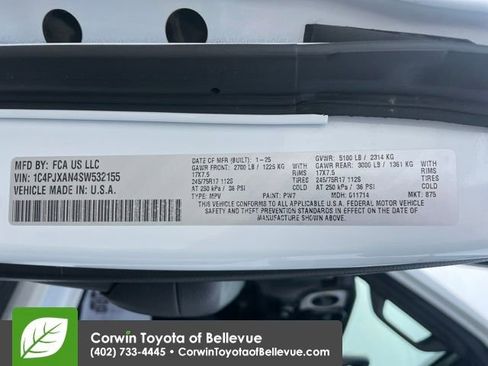 MFD BY: FCA US LLC
VIN: 1C4PJXAN4SW532155
VEHICLE MADE IN: U.S.A.
DATE OF MFR (BUILT): 1-25
GAWR FRONT: 2700 LB / 1225 KG WITH
17X7.5 RIMS
245/75R17 112S TIRES
AT 250 kPa / 36 PSI
TYPE: MPV PAINT: PW7
GVWR: 5100 LB / 2314 KG
GAWR REAR: 3000 LB / 1361 KG WITH
17X7.5 RIMS
245/75R17 112S TIRES
AT 250 kPa / 36 PSI
MDH: 011714 MKT: 875
THIS VEHICLE CONFORMS TO ALL APPLICABLE U.S.A. FEDERAL MOTOR VEHICLE
SAFETY AND THEFT PREVENTION STANDARDS IN EFFECT ON THE DATE OF
MANUFACTURE SHOWN ABOVE.
Corwin Toyota of Bellevue
(402) 733-4445 • CorwinToyotaofBellevue.com